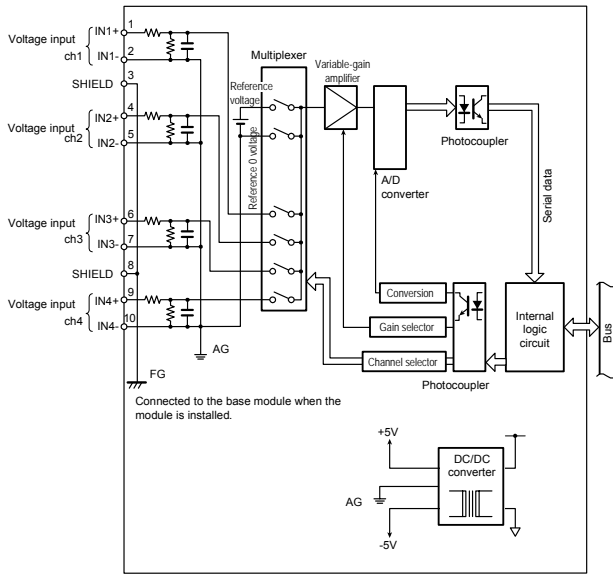 Voltage input
ch1
1
IN1+
2
IN1-
3
SHIELD
4
Voltage input
ch2
IN2+
5
IN2-
6
Voltage input
ch3
IN3+
7
IN3-
8
SHIELD
9
Voltage input
ch4
IN4+
10
IN4-
AG
FG
Connected to the base module when the
module is installed.
Multiplexer
Reference
voltage
Reference 0 voltage
Variable-gain
amplifier
A/D
converter
Photocoupler
Serial data
Conversion
Gain selector
Channel selector
Photocoupler
Internal
logic
circuit
Bus
+5V
DC/DC
converter
AG
-5V